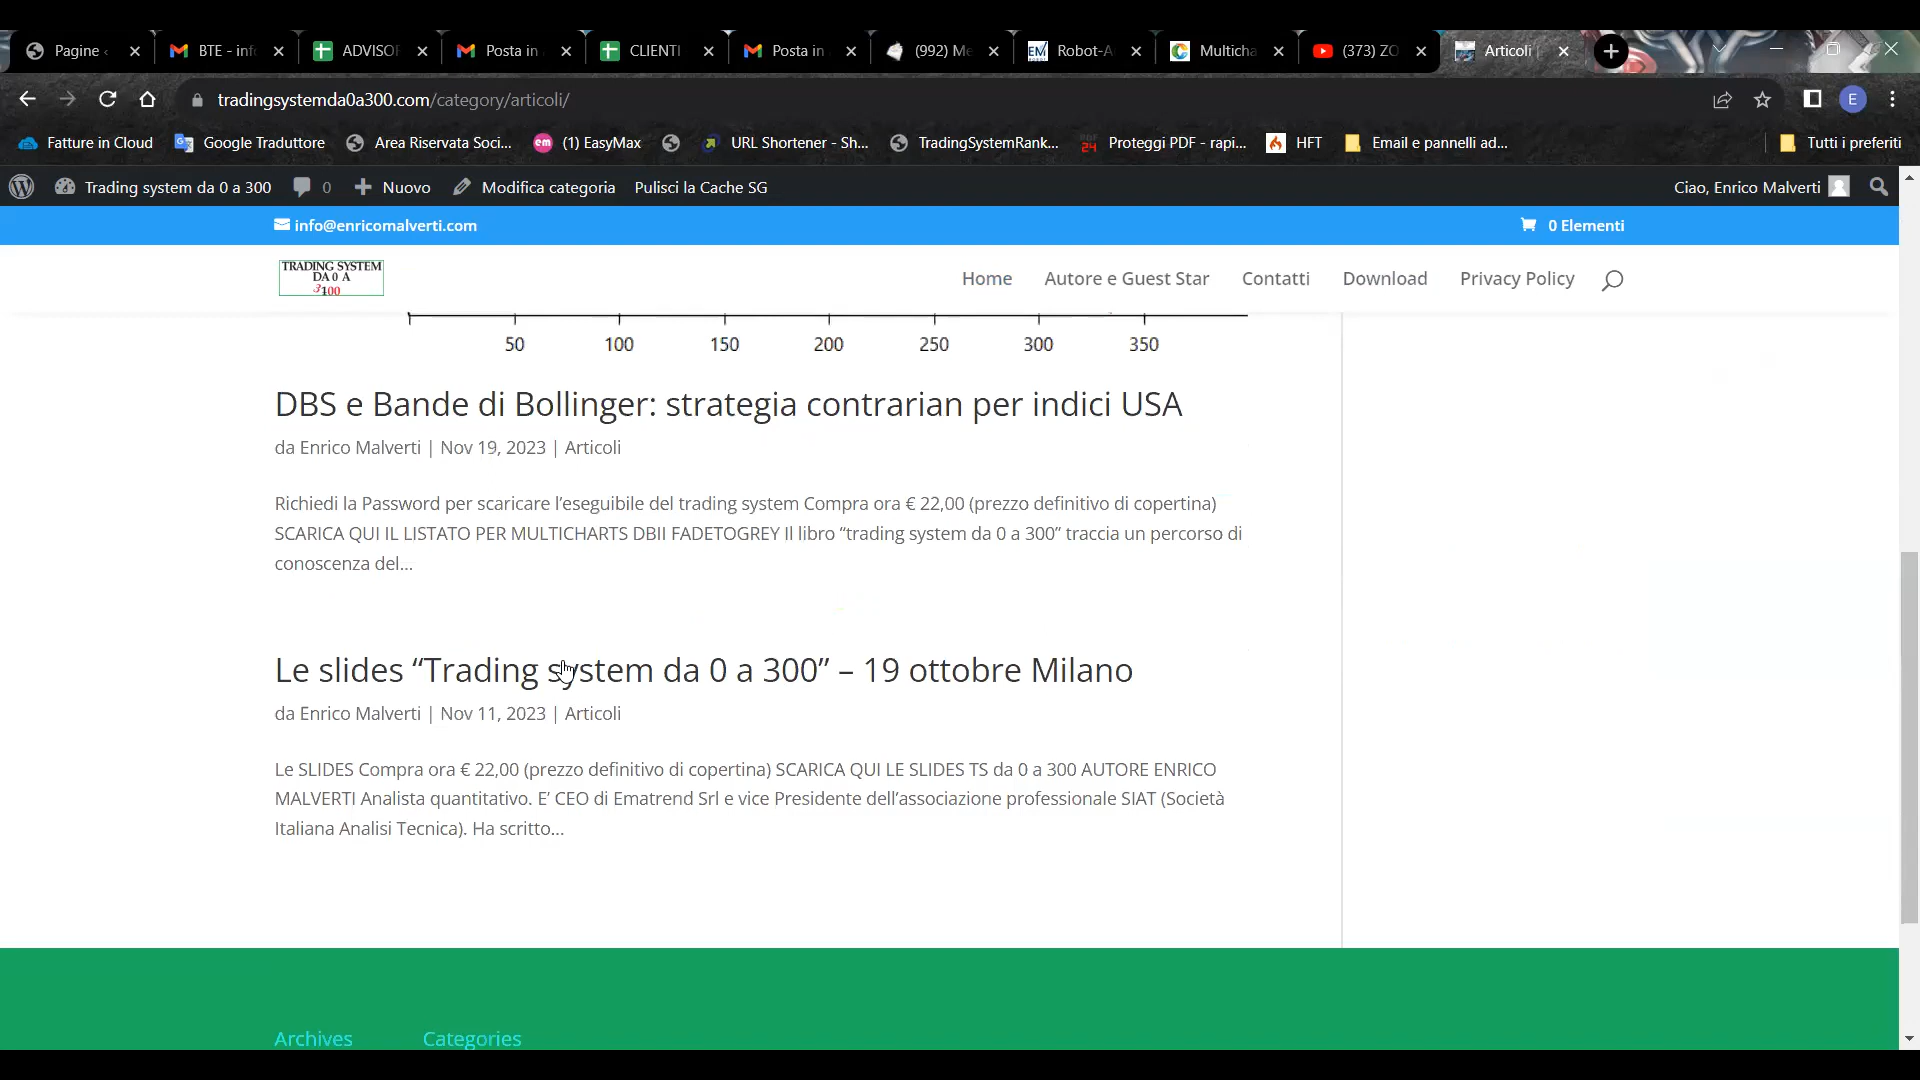 Pagine
BTE - inf
ADVISOR
Posta in
CLIENTI
Posta in
(992) Me
Robot-A
Multicha
(373) ZO
Articoli
tradingsystemda0a300.com/category/articoli/
E
Fatture in Cloud
Google Traduttore
Area Riservata Soci...
em
(1) EasyMax
URL Shortener - Sh...
TradingSystemRank...
Proteggi PDF - rapi...
HFT
Email e pannelli ad...
Tutti i preferiti
Trading system da 0 a 300
0
Nuovo
Modifica categoria
Pulisci la Cache SG
Ciao, Enrico Malverti
info@enricomalverti.com
0 Elementi
TRADING SYSTEM
DA 0 A
3100
Home
Autore e Guest Star
Contatti
Download
Privacy Policy
50 100 150 200 250 300 350
DBS e Bande di Bollinger: strategia contrarian per indici USA
da Enrico Malverti | Nov 19, 2023 | Articoli
Richiedi la Password per scaricare l’eseguibile del trading system Compra ora € 22,00 (prezzo definitivo di copertina)
SCARICA QUI IL LISTATO PER MULTICHARTS DBII FADETOGREY Il libro “trading system da 0 a 300” traccia un percorso di
conoscenza del...
Le slides “Trading system da 0 a 300” – 19 ottobre Milano
da Enrico Malverti | Nov 11, 2023 | Articoli
Le SLIDES Compra ora € 22,00 (prezzo definitivo di copertina) SCARICA QUI LE SLIDES TS da 0 a 300 AUTORE ENRICO
MALVERTI Analista quantitativo. E’ CEO di Ematrend Srl e vice Presidente dell’associazione professionale SIAT (Società
Italiana Analisi Tecnica). Ha scritto...
Archives
Categories